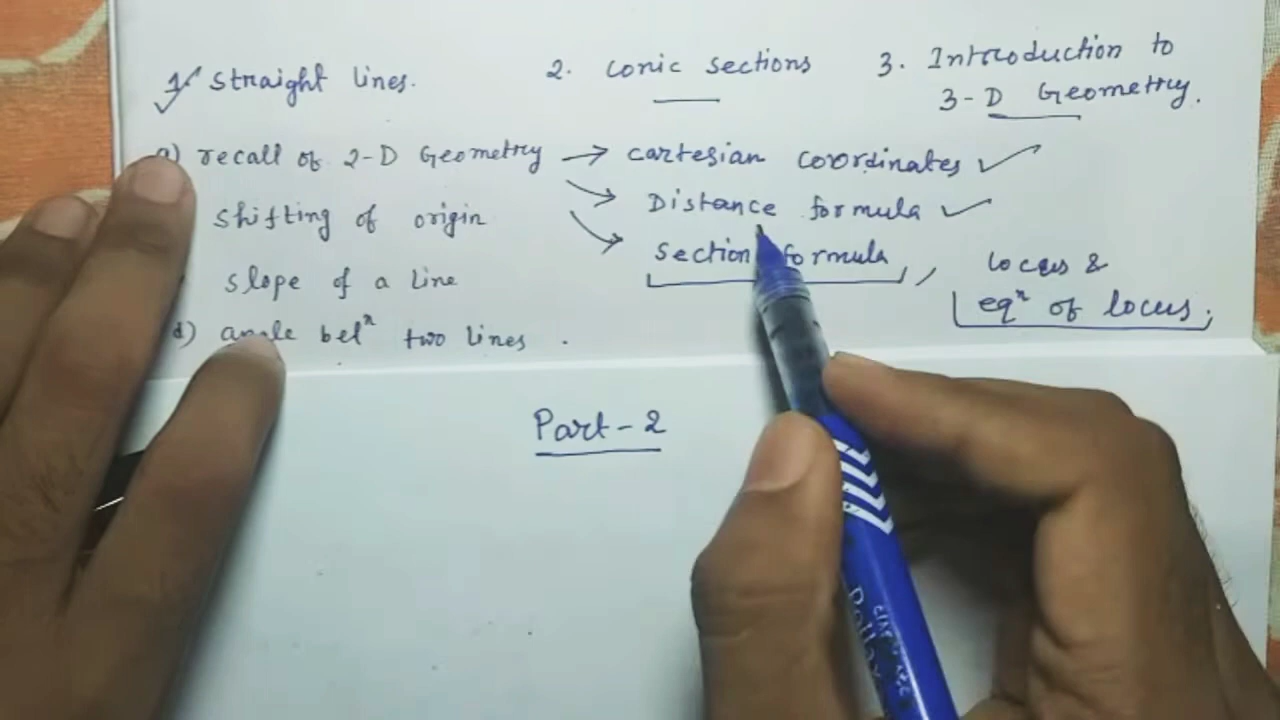 1. Straight lines. 2. Conic sections 3. Introduction to
3-D Geometry.
a) recall of 2-D Geometry → cartesian coordinates ✓
Shifting of origin → Distance formula ✓
→ Section formula, locus &
slope of a line eqⁿ of locus.
d) angle betⁿ two lines.
Part-2